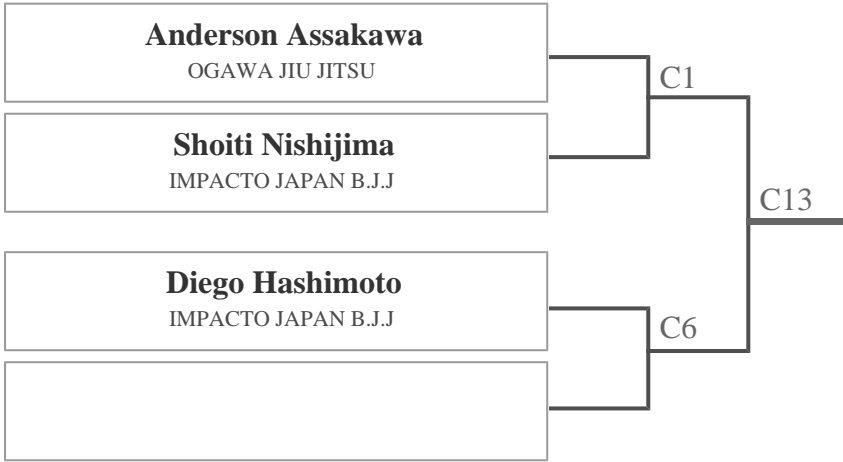 Anderson Assakawa
OGAWA JIU JITSU
C1
Shoiti Nishijima
IMPACTO JAPAN B.J.J
C13
Diego Hashimoto
IMPACTO JAPAN B.J.J
C6